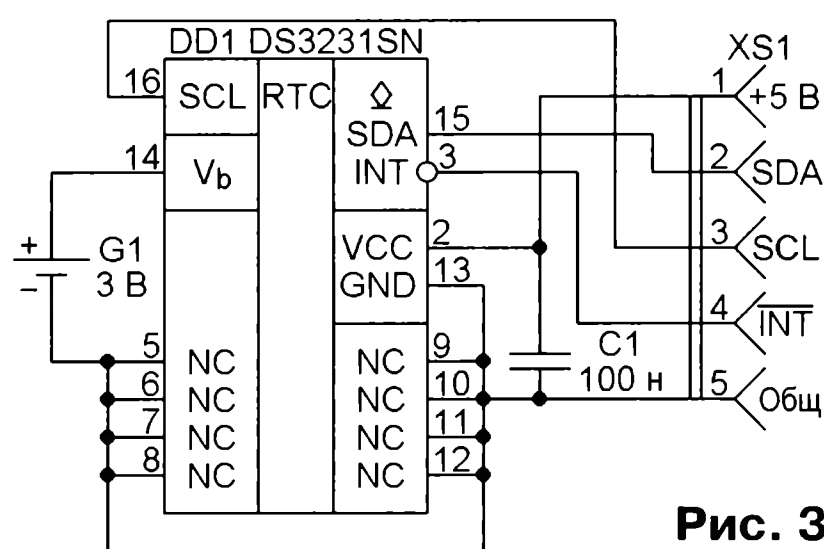 DD1 DS3231SN
XS1
16 SCL RTC ◇ 1 +5 В
SDA 15
14 Vb INT 3 2 SDA
+ G1 VCC 2 3 SCL
– 3 В GND 13
4 INT
5 NC NC 9 C1
6 NC NC 10 100 н 5 Общ
7 NC NC 11
8 NC NC 12
Рис. 3